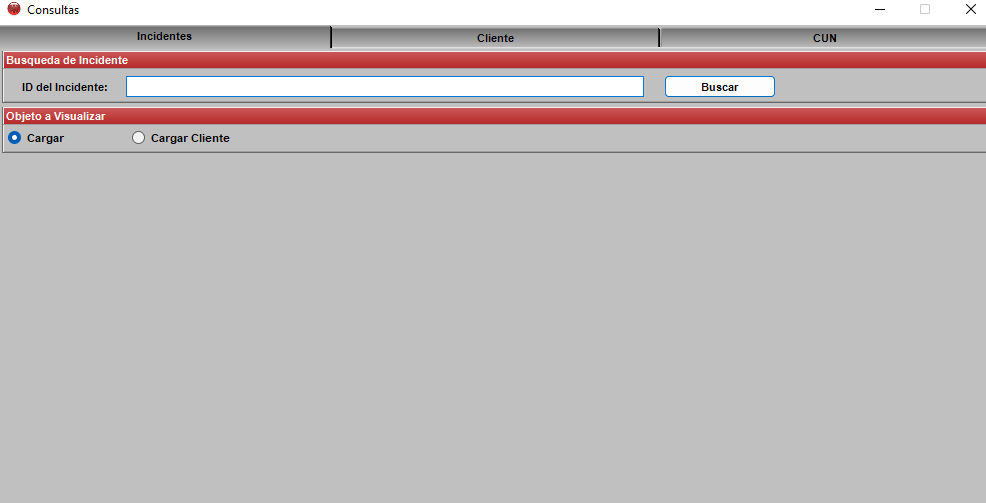 Consultas
Incidentes Cliente CUN
Busqueda de Incidente
ID del Incidente: Buscar
Objeto a Visualizar
Cargar Cargar Cliente